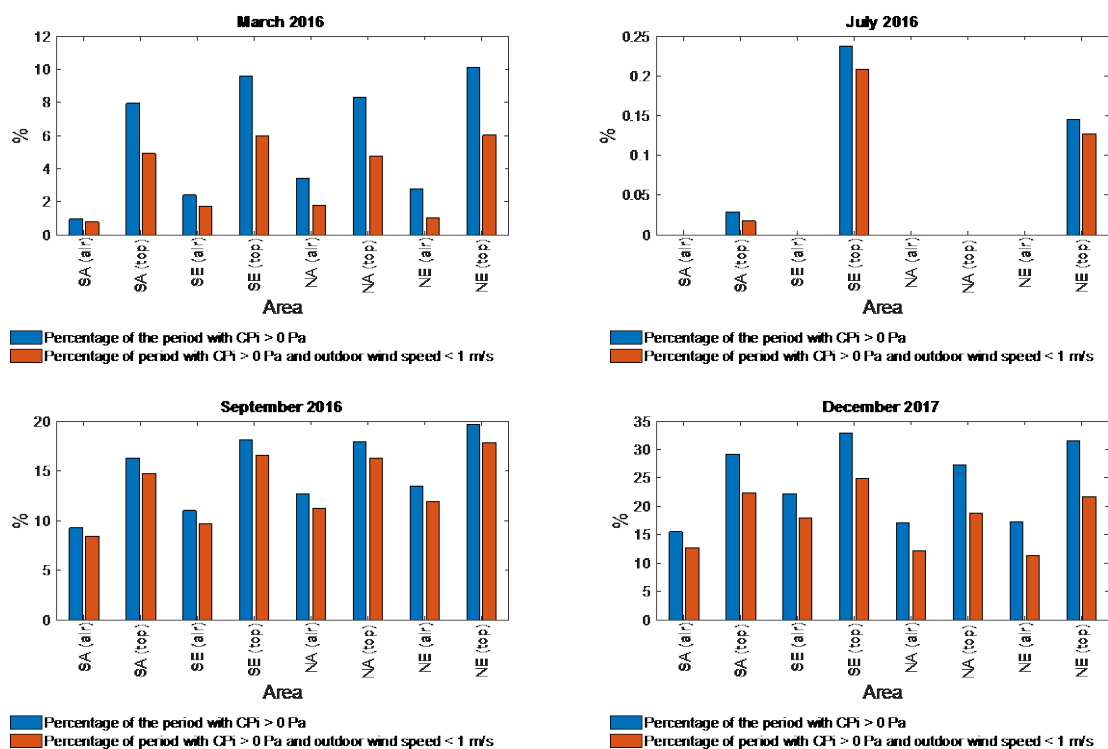 March 2016
12
10
8
6
4
2
0
%
SA (air)
SA (top)
SE (air)
SE (top)
NA (air)
NA (top)
NE (air)
NE (top)
Area
Percentage of the period with CPi > 0 Pa
Percentage of period with CPi > 0 Pa and outdoor wind speed < 1 m/s
July 2016
0.25
0.2
0.15
0.1
0.05
0
%
SA (air)
SA (top)
SE (air)
SE (top)
NA (air)
NA (top)
NE (air)
NE (top)
Area
Percentage of the period with CPi > 0 Pa
Percentage of period with CPi > 0 Pa and outdoor wind speed < 1 m/s
September 2016
20
15
10
5
0
%
SA (air)
SA (top)
SE (air)
SE (top)
NA (air)
NA (top)
NE (air)
NE (top)
Area
Percentage of the period with CPi > 0 Pa
Percentage of period with CPi > 0 Pa and outdoor wind speed < 1 m/s
December 2017
35
30
25
20
15
10
5
0
%
SA (air)
SA (top)
SE (air)
SE (top)
NA (air)
NA (top)
NE (air)
NE (top)
Area
Percentage of the period with CPi > 0 Pa
Percentage of period with CPi > 0 Pa and outdoor wind speed < 1 m/s